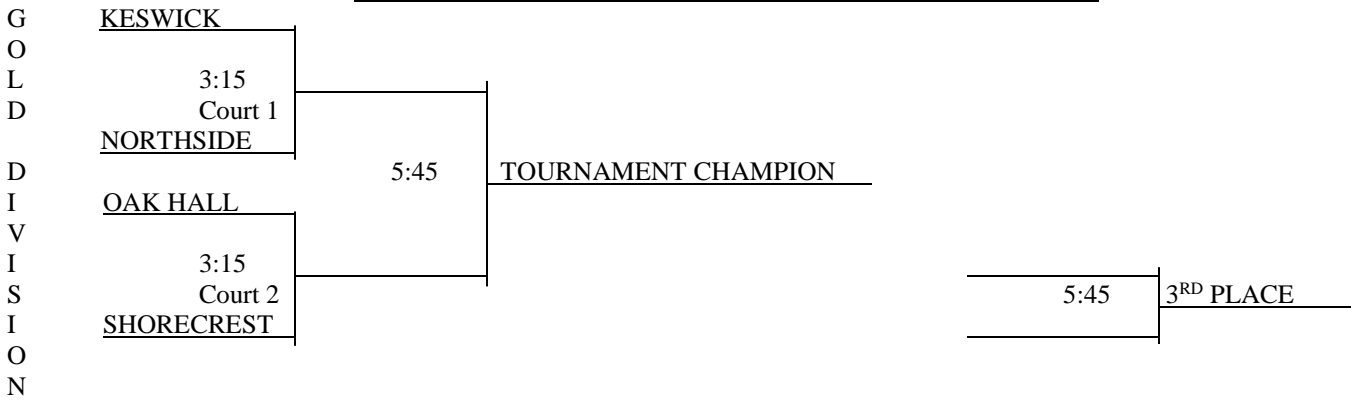 G KESWICK
O
L 3:15
D Court 1
NORTHSIDE
D 5:45 TOURNAMENT CHAMPION
I OAK HALL
V
I 3:15
S Court 2 5:45 3RD PLACE
I SHORECREST
O
N